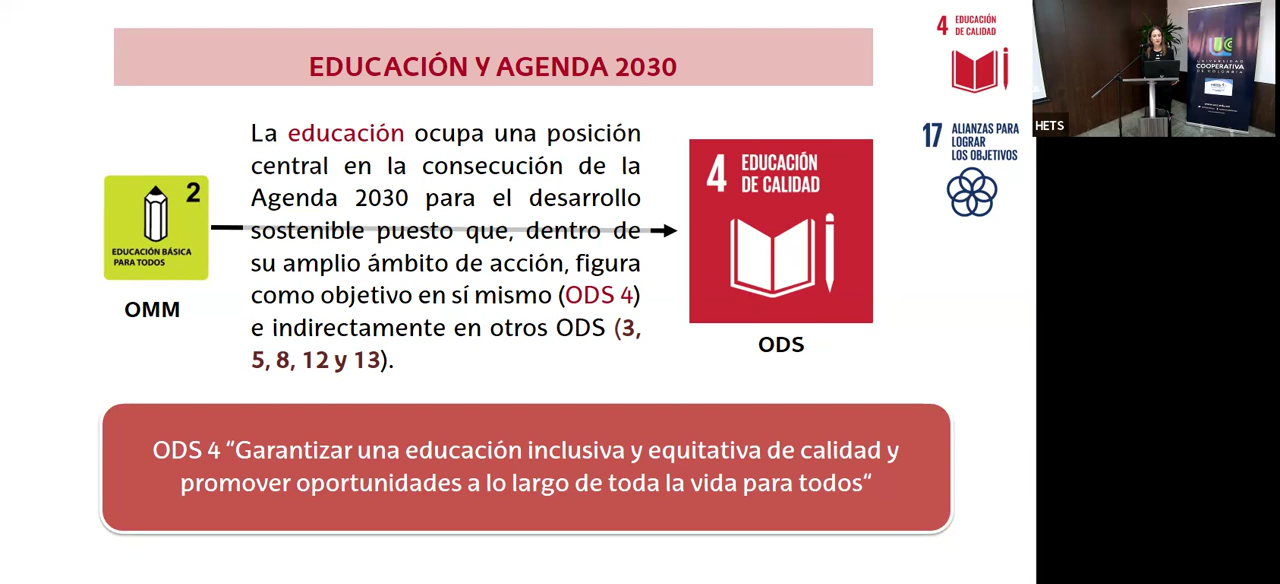 EDUCACIÓN Y AGENDA 2030
2
EDUCACIÓN BÁSICA
PARA TODOS
OMM
La educación ocupa una posición
central en la consecución de la
Agenda 2030 para el desarrollo
sostenible puesto que, dentro de
su amplio ámbito de acción, figura
como objetivo en sí mismo (ODS 4)
e indirectamente en otros ODS (3,
5, 8, 12 y 13).
4 EDUCACIÓN
DE CALIDAD
ODS
ODS 4 “Garantizar una educación inclusiva y equitativa de calidad y
promover oportunidades a lo largo de toda la vida para todos“
4 EDUCACIÓN
DE CALIDAD
17 ALIANZAS PARA
LOGRAR
LOS OBJETIVOS
HETS
UCC
UNIVERSIDAD
COOPERATIVA
DE COLOMBIA